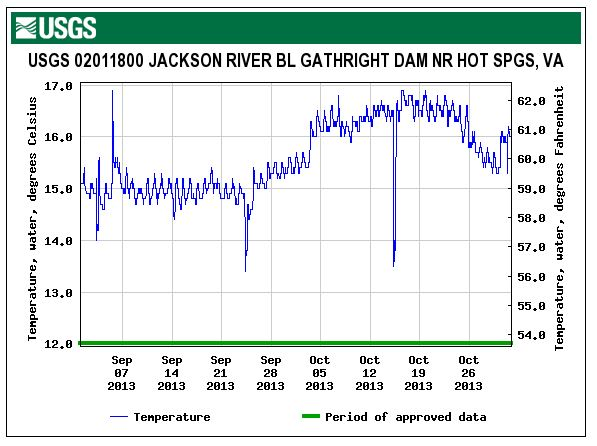 USGS
USGS 02011800 JACKSON RIVER BL GATHRIGHT DAM NR HOT SPGS, VA
Temperature, water, degrees Celsius
17.0
16.0
15.0
14.0
13.0
12.0
62.0
61.0
60.0
59.0
58.0
57.0
56.0
55.0
54.0
Temperature, water, degrees Fahrenheit
Sep Sep Sep Sep Oct Oct Oct Oct
07 14 21 28 05 12 19 26
2013 2013 2013 2013 2013 2013 2013 2013
Temperature Period of approved data